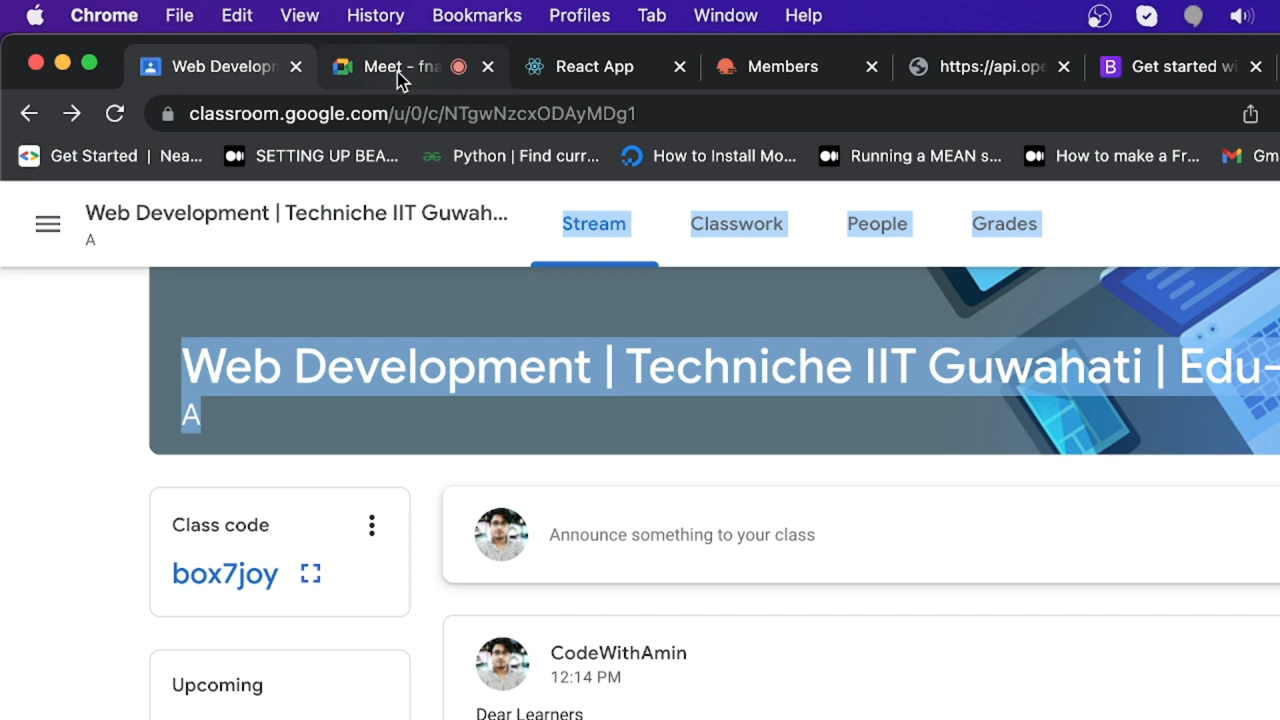 Chrome File Edit View History Bookmarks Profiles Tab Window Help
Web Develop Meet - fna React App Members https://api.ope Get started wi
classroom.google.com/u/0/c/NTgwNzcxODAyMDg1
Get Started | Nea... SETTING UP BEA... Python | Find curr... How to Install Mo... Running a MEAN s... How to make a Fr... Gm
Web Development | Techniche IIT Guwah...
A
Stream Classwork People Grades
Web Development | Techniche IIT Guwahati | Edu-
A
Class code
box7joy
Announce something to your class
CodeWithAmin
12:14 PM
Upcoming
Dear Learners